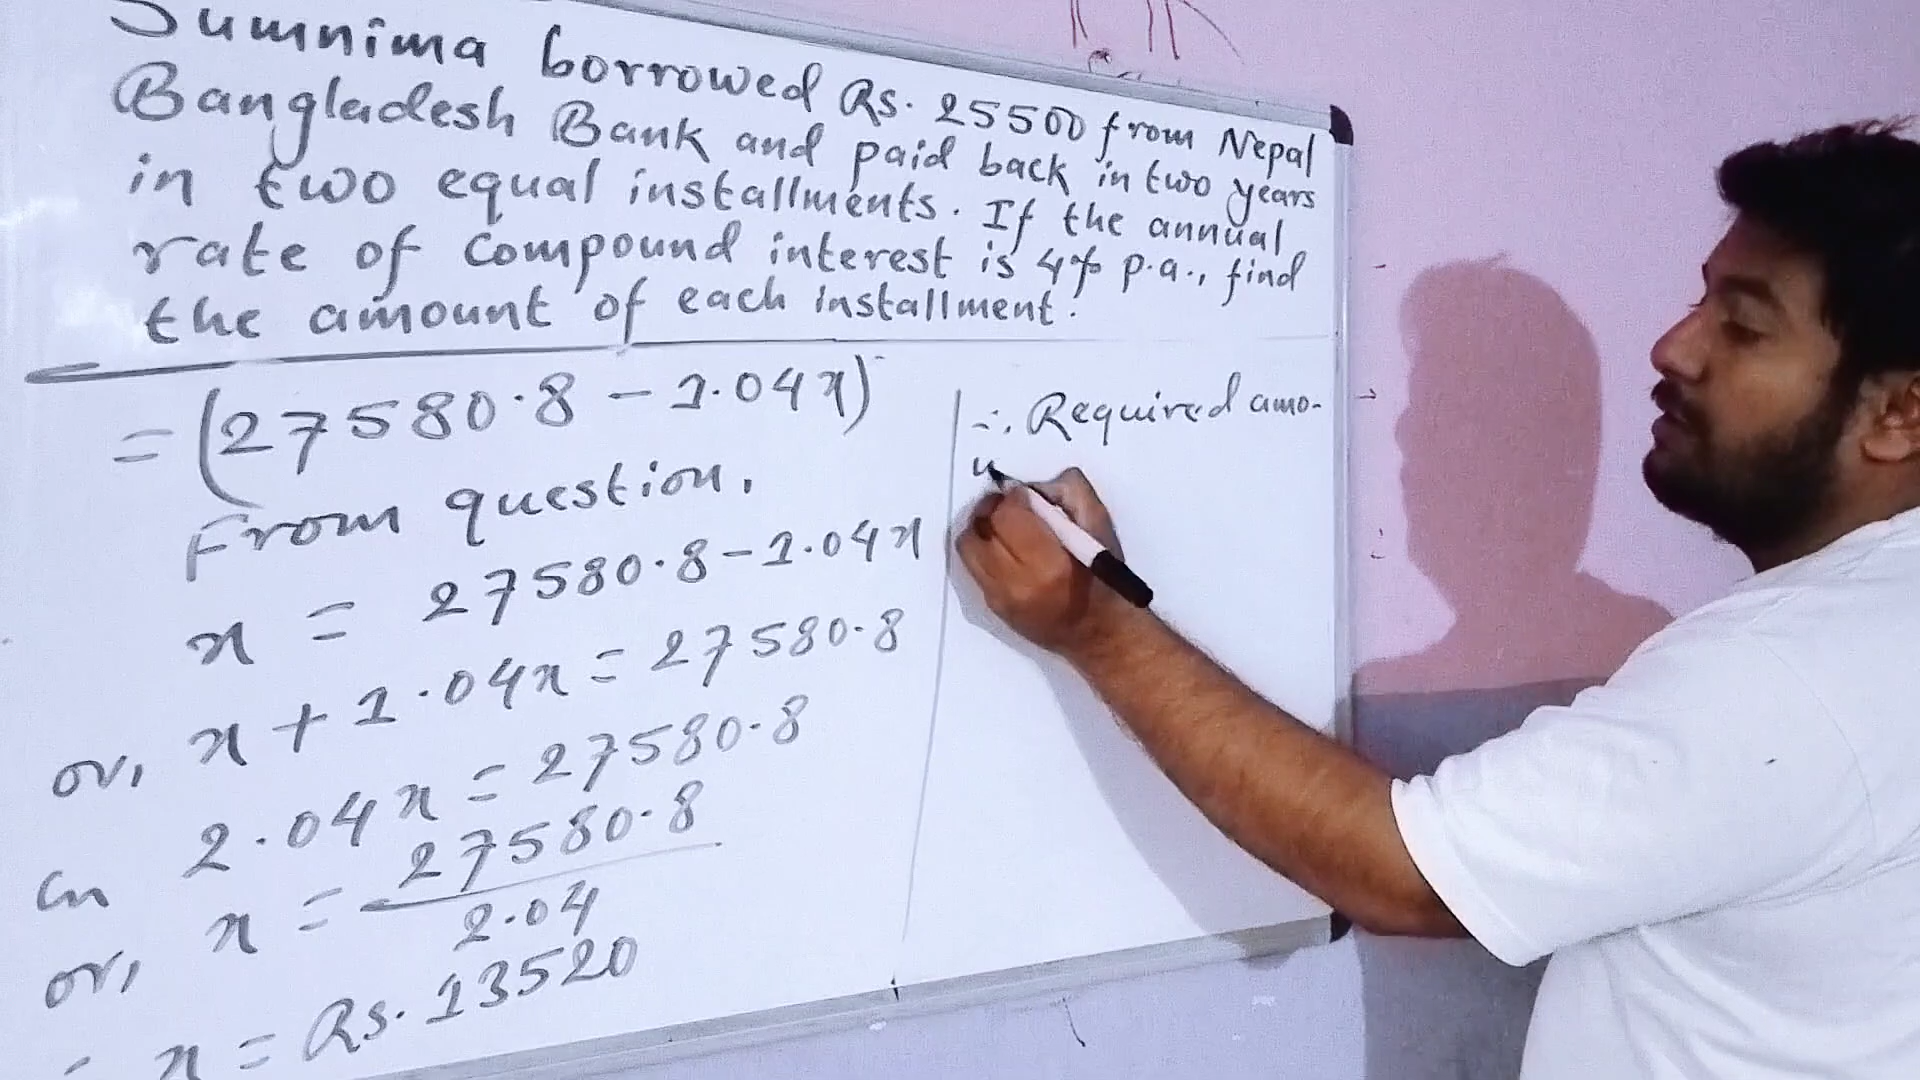 Sumnima borrowed Rs. 25500 from Nepal
Bangladesh Bank and paid back in two years
in two equal installments. If the annual
rate of compound interest is 4% p.a., find
the amount of each installment.
= (27580.8 - 1.04x)
From question,
x = 27580.8 - 1.04x
or, x + 1.04x = 27580.8
or 2.04x = 27580.8
or, x = 27580.8
2.04
x = Rs. 13520
∴ Required amo-
u